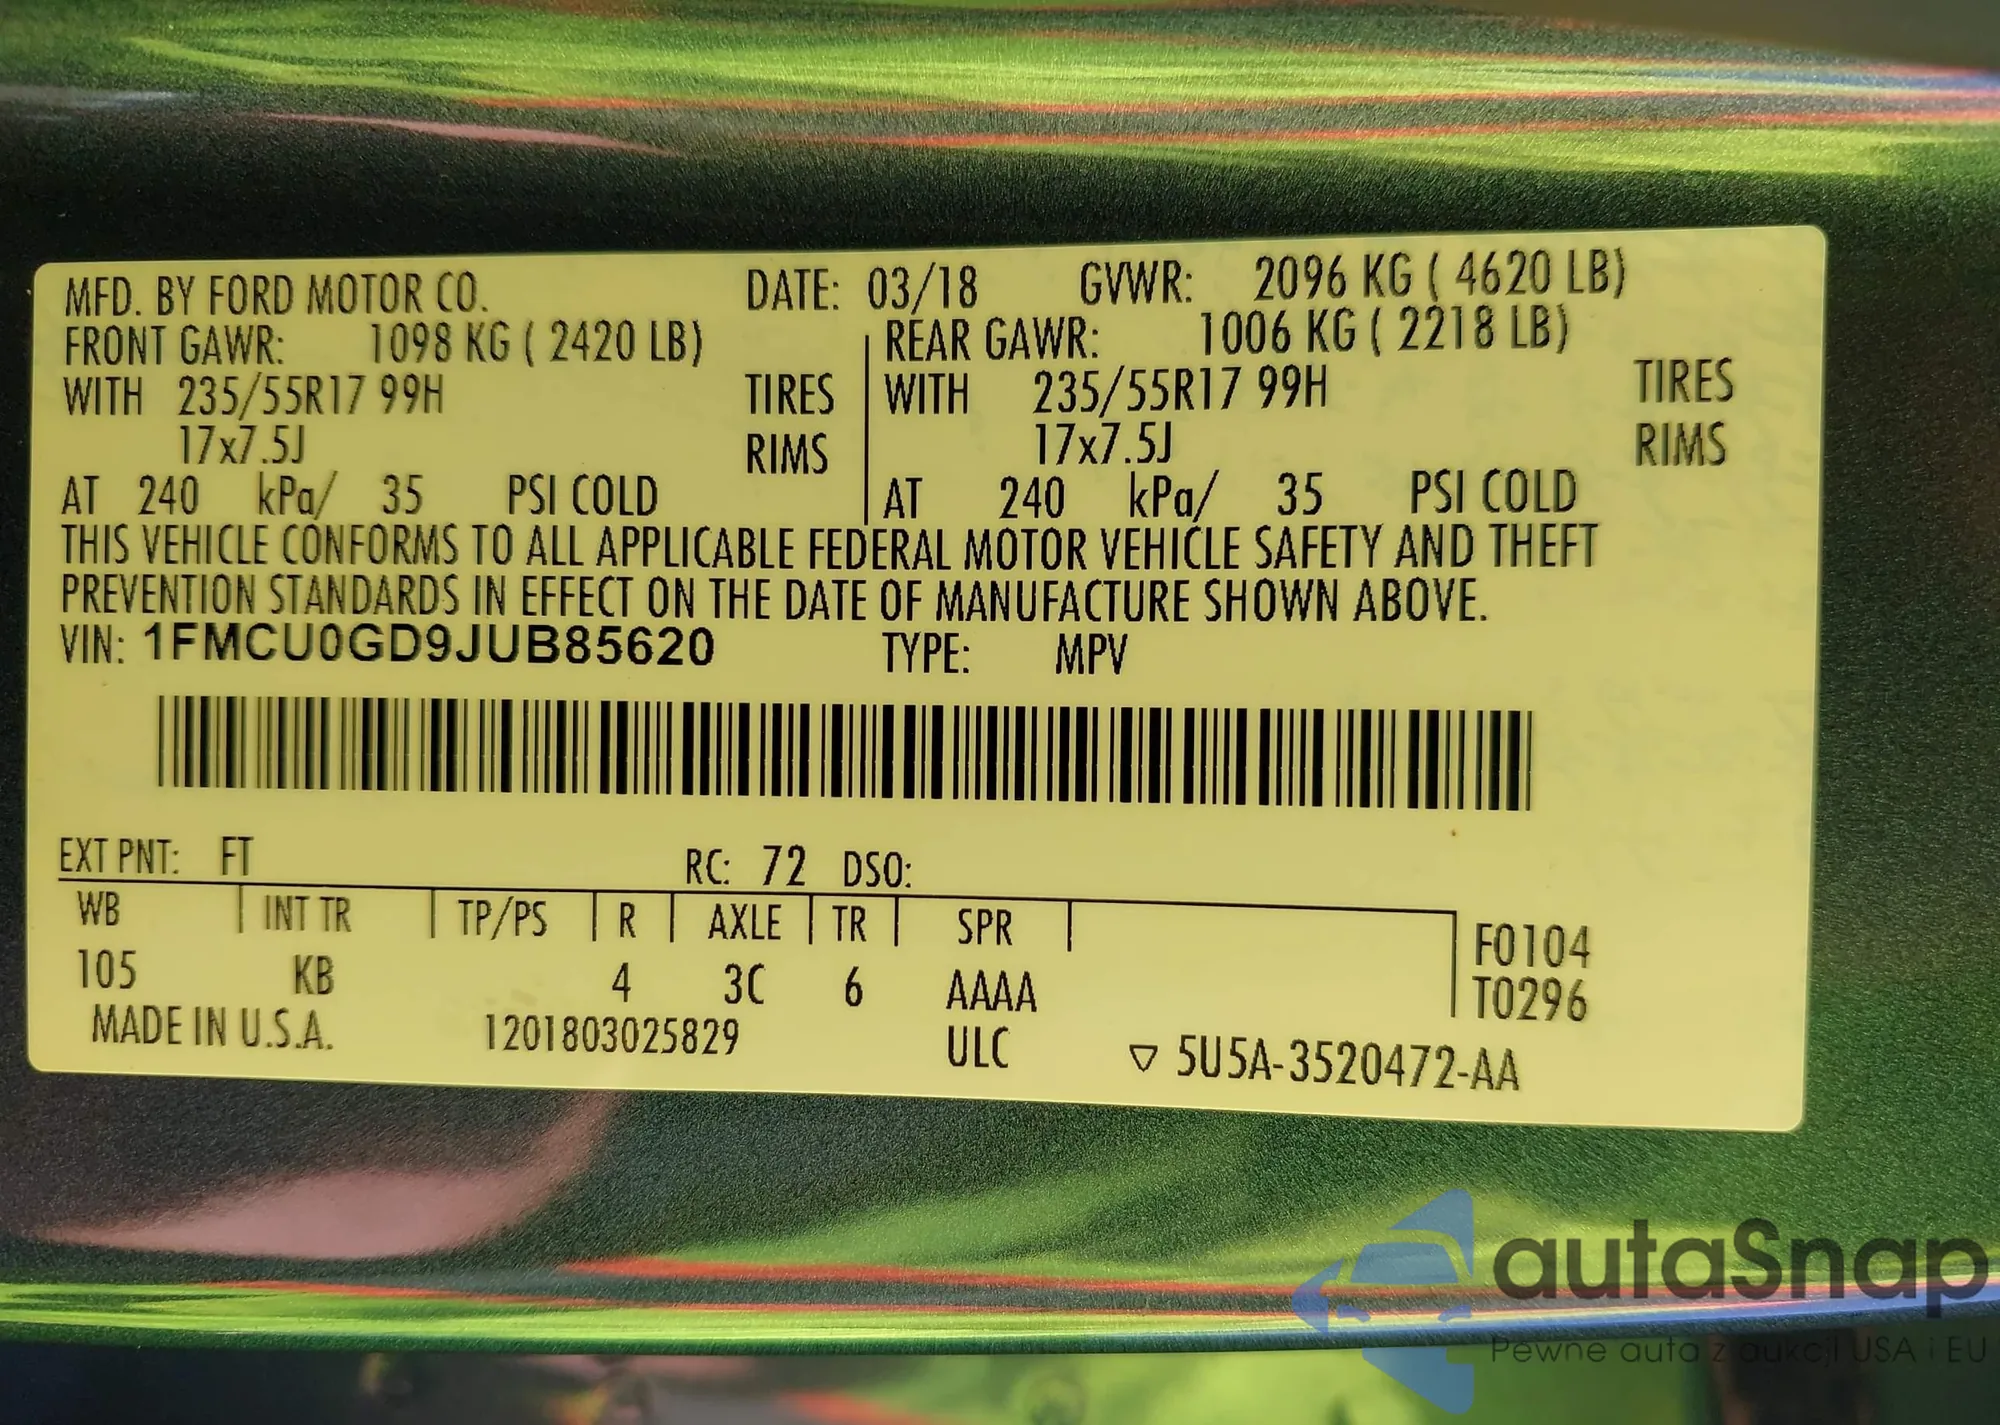 MFD. BY FORD MOTOR CO. DATE: 03/18 GVWR: 2096 KG ( 4620 LB)
FRONT GAWR: 1098 KG ( 2420 LB) REAR GAWR: 1006 KG ( 2218 LB)
WITH 235/55R17 99H TIRES WITH 235/55R17 99H TIRES
17x7.5J RIMS 17x7.5J RIMS
AT 240 kPa/ 35 PSI COLD AT 240 kPa/ 35 PSI COLD
THIS VEHICLE CONFORMS TO ALL APPLICABLE FEDERAL MOTOR VEHICLE SAFETY AND THEFT
PREVENTION STANDARDS IN EFFECT ON THE DATE OF MANUFACTURE SHOWN ABOVE.
VIN: 1FMCU0GD9JUB85620 TYPE: MPV
EXT PNT: FT RC: 72 DSO:
WB INT TR TP/PS R AXLE TR SPR F0104
105 KB 4 3C 6 AAAA T0296
MADE IN U.S.A. 1201803025829 ULC ▽ 5U5A-3520472-AA
autaSnap
Pewne auta z aukcji USA i EU